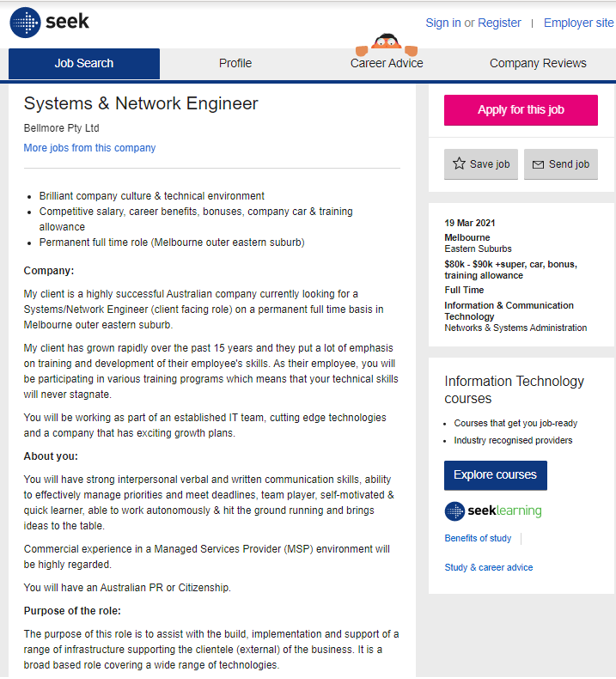 seek
Sign in or Register | Employer site
Job Search
Profile
Career Advice
Company Reviews
Systems & Network Engineer
Bellmore Pty Ltd
More jobs from this company
• Brilliant company culture & technical environment
• Competitive salary, career benefits, bonuses, company car & training
allowance
• Permanent full time role (Melbourne outer eastern suburb)
Company:
My client is a highly successful Australian company currently looking for a
Systems/Network Engineer (client facing role) on a permanent full time basis in
Melbourne outer eastern suburb.
My client has grown rapidly over the past 15 years and they put a lot of emphasis
on training and development of their employee's skills. As their employee, you will
be participating in various training programs which means that your technical skills
will never stagnate.
You will be working as part of an established IT team, cutting edge technologies
and a company that has exciting growth plans.
About you:
You will have strong interpersonal verbal and written communication skills, ability
to effectively manage priorities and meet deadlines, team player, self-motivated &
quick learner, able to work autonomously & hit the ground running and brings
ideas to the table.
Commercial experience in a Managed Services Provider (MSP) environment will
be highly regarded.
You will have an Australian PR or Citizenship.
Purpose of the role:
The purpose of this role is to assist with the build, implementation and support of a
range of infrastructure supporting the clientele (external) of the business. It is a
broad based role covering a wide range of technologies.
Apply for this job
Save job
Send job
19 Mar 2021
Melbourne
Eastern Suburbs
$80k - $90k +super, car, bonus,
training allowance
Full Time
Information & Communication
Technology
Networks & Systems Administration
Information Technology
courses
• Courses that get you job-ready
• Industry recognised providers
Explore courses
seeklearning
Benefits of study
Study & career advice